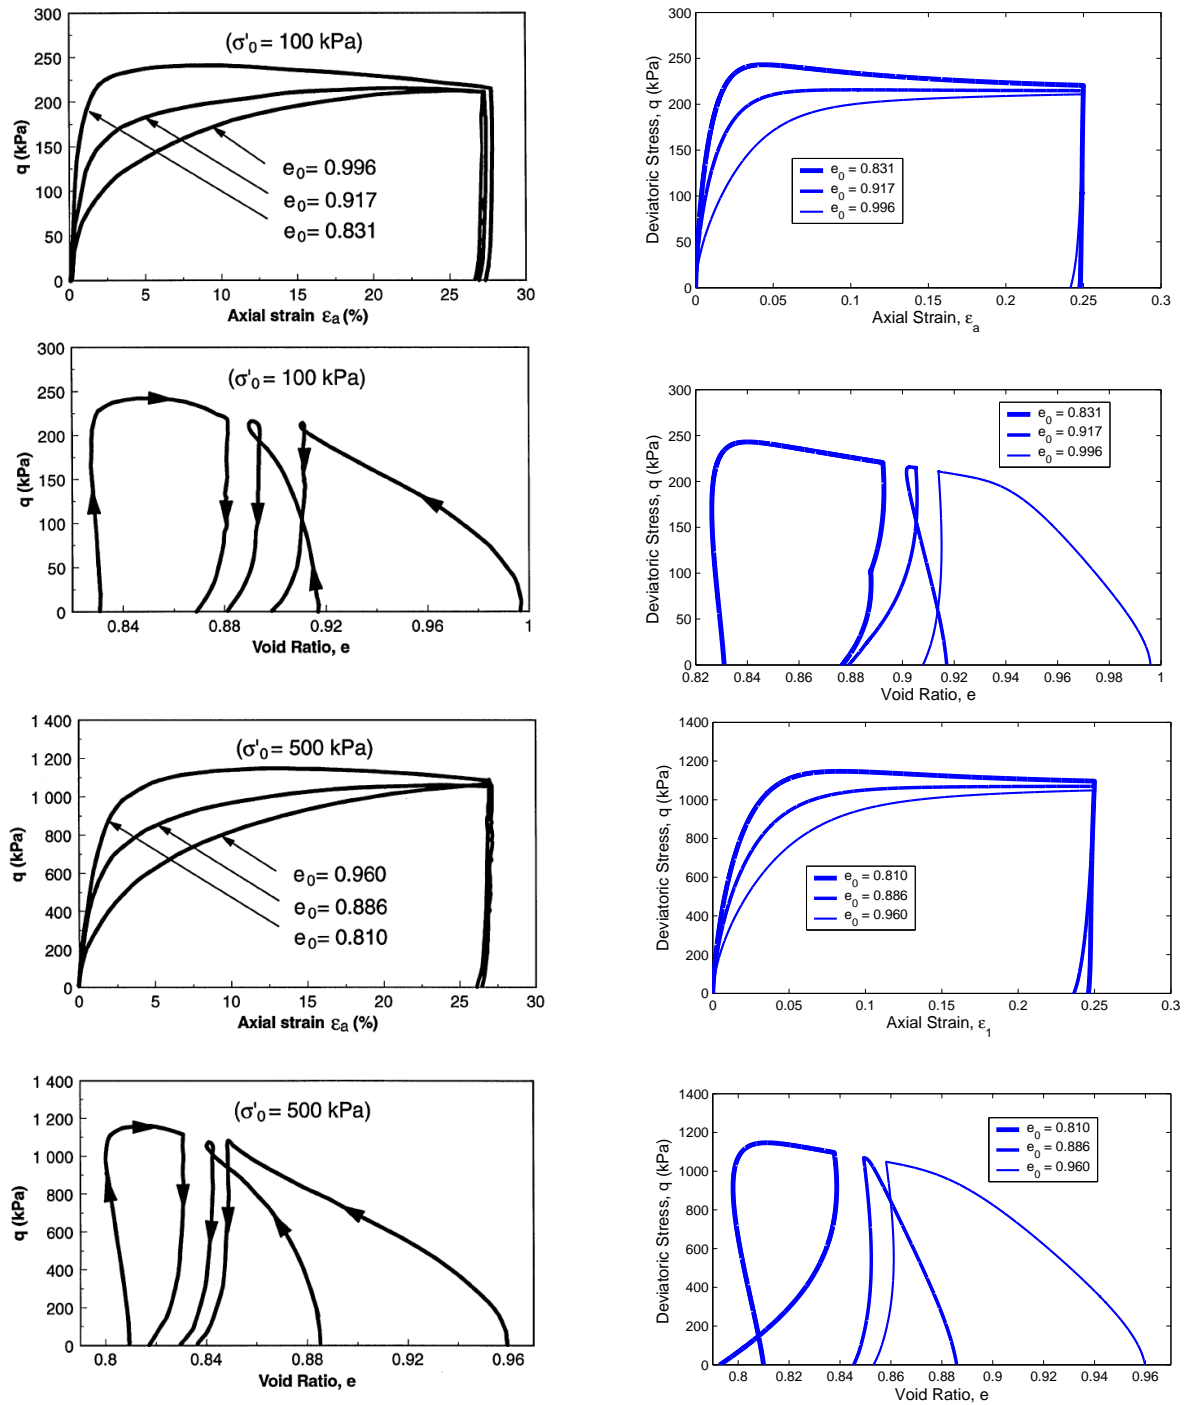 300
250
200
150
100
50
0
q (kPa)
(σ'0 = 100 kPa)
e0= 0.996
e0= 0.917
e0= 0.831
0 5 10 15 20 25 30
Axial strain εa (%)
300
250
200
150
100
50
0
Deviatoric Stress, q (kPa)
e0 = 0.831
e0 = 0.917
e0 = 0.996
0 0.05 0.1 0.15 0.2 0.25 0.3
Axial Strain, εa
300
250
200
150
100
50
0
q (kPa)
(σ'0 = 100 kPa)
0.84 0.88 0.92 0.96 1
Void Ratio, e
300
250
200
150
100
50
0
Deviatoric Stress, q (kPa)
e0 = 0.831
e0 = 0.917
e0 = 0.996
0.82 0.84 0.86 0.88 0.9 0.92 0.94 0.96 0.98 1
Void Ratio, e
1 400
1 200
1 000
800
600
400
200
0
q (kPa)
(σ'0 = 500 kPa)
e0= 0.960
e0= 0.886
e0= 0.810
0 5 10 15 20 25 30
Axial strain εa (%)
1400
1200
1000
800
600
400
200
0
Deviatoric Stress, q (kPa)
e0 = 0.810
e0 = 0.886
e0 = 0.960
0 0.05 0.1 0.15 0.2 0.25 0.3
Axial Strain, ε1
1 400
1 200
1 000
800
600
400
200
0
q (kPa)
(σ'0 = 500 kPa)
0.8 0.84 0.88 0.92 0.96
Void Ratio, e
1400
1200
1000
800
600
400
200
0
Deviatoric Stress, q (kPa)
e0 = 0.810
e0 = 0.886
e0 = 0.960
0.8 0.82 0.84 0.86 0.88 0.9 0.92 0.94 0.96
Void Ratio, e